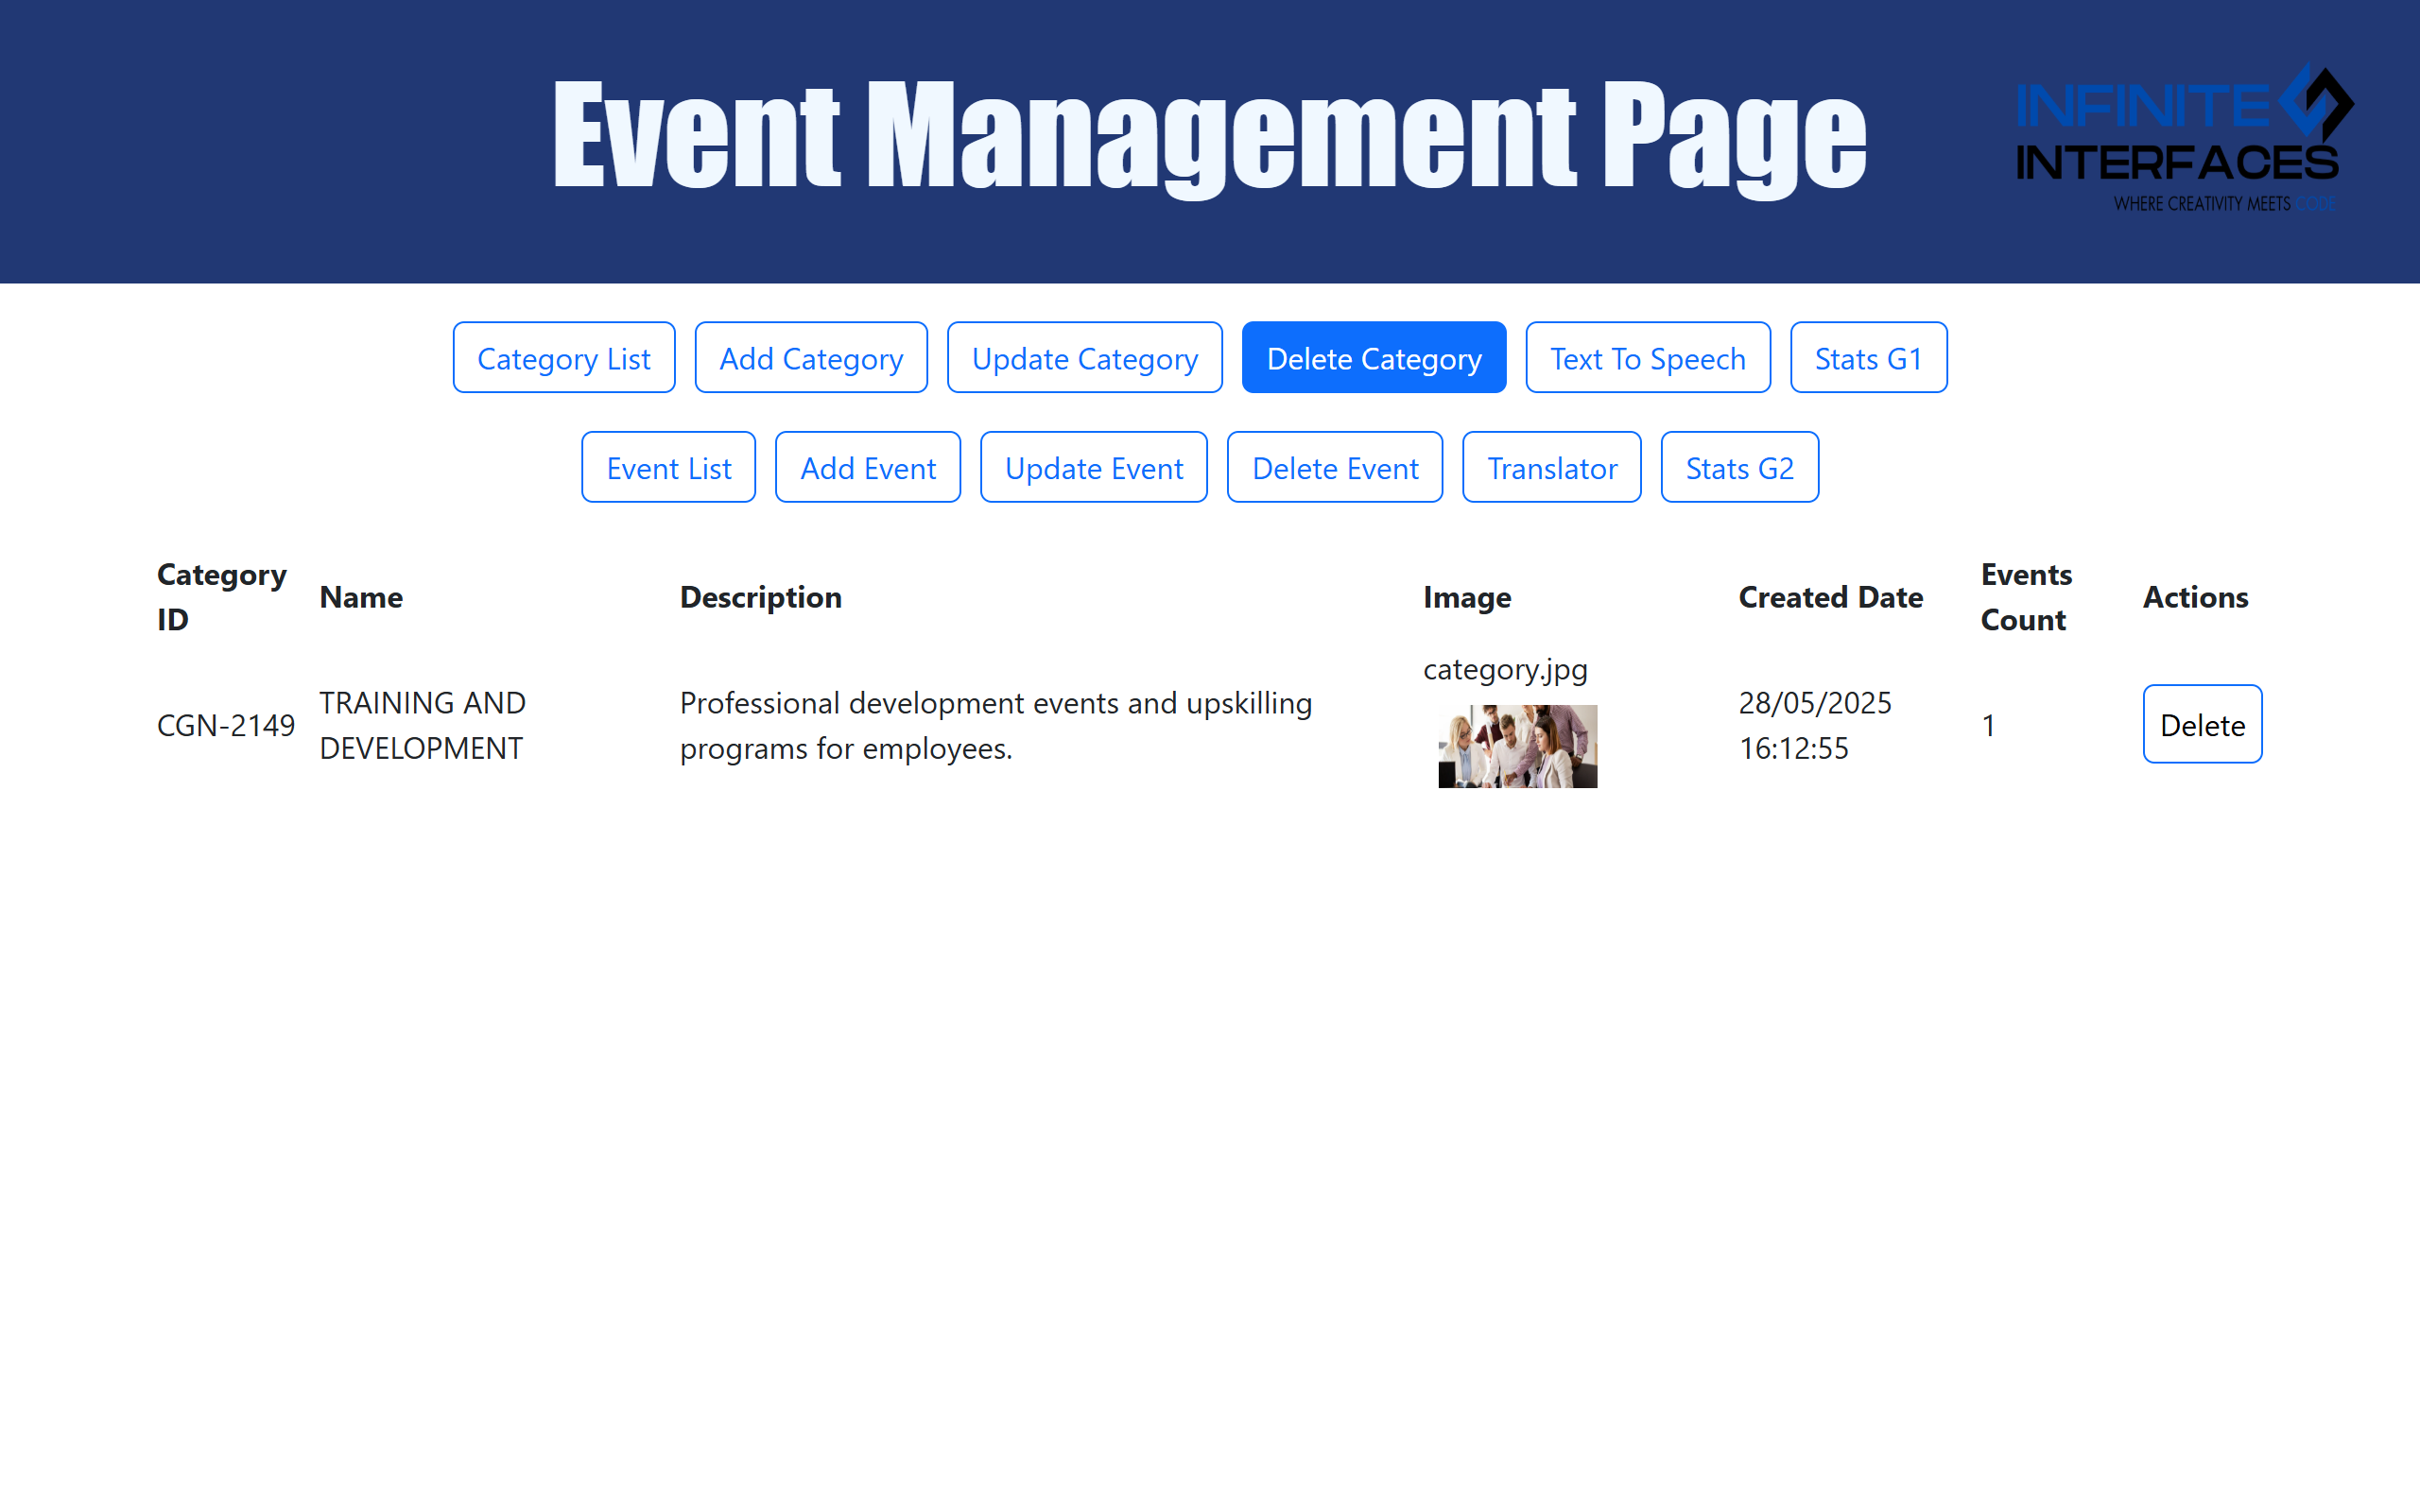 Event Management Page
INFINITE
INTERFACES
WHERE CREATIVITY MEETS CODE
Category List
Add Category
Update Category
Delete Category
Text To Speech
Stats G1
Event List
Add Event
Update Event
Delete Event
Translator
Stats G2
Category
ID
Name
Description
Image
Created Date
Events
Count
Actions
CGN-2149
TRAINING AND
DEVELOPMENT
Professional development events and upskilling
programs for employees.
category.jpg
28/05/2025
16:12:55
1
Delete